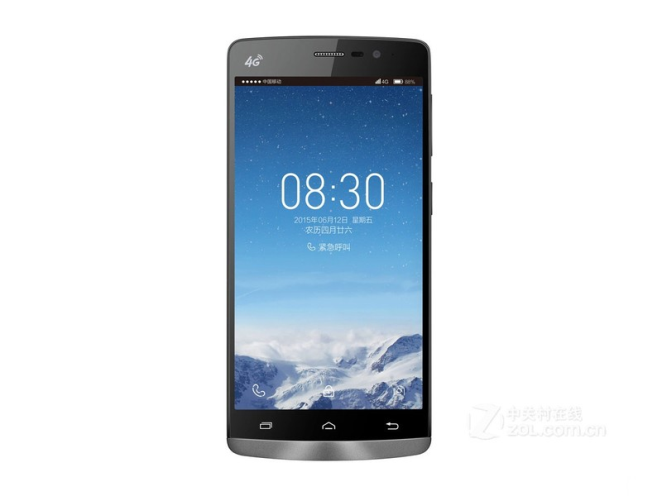 4G
中国移动 4G 98%
08:30
2015年06月12日 星期五
农历四月廿六
紧急呼叫
中关村在线
ZOL.com.cn